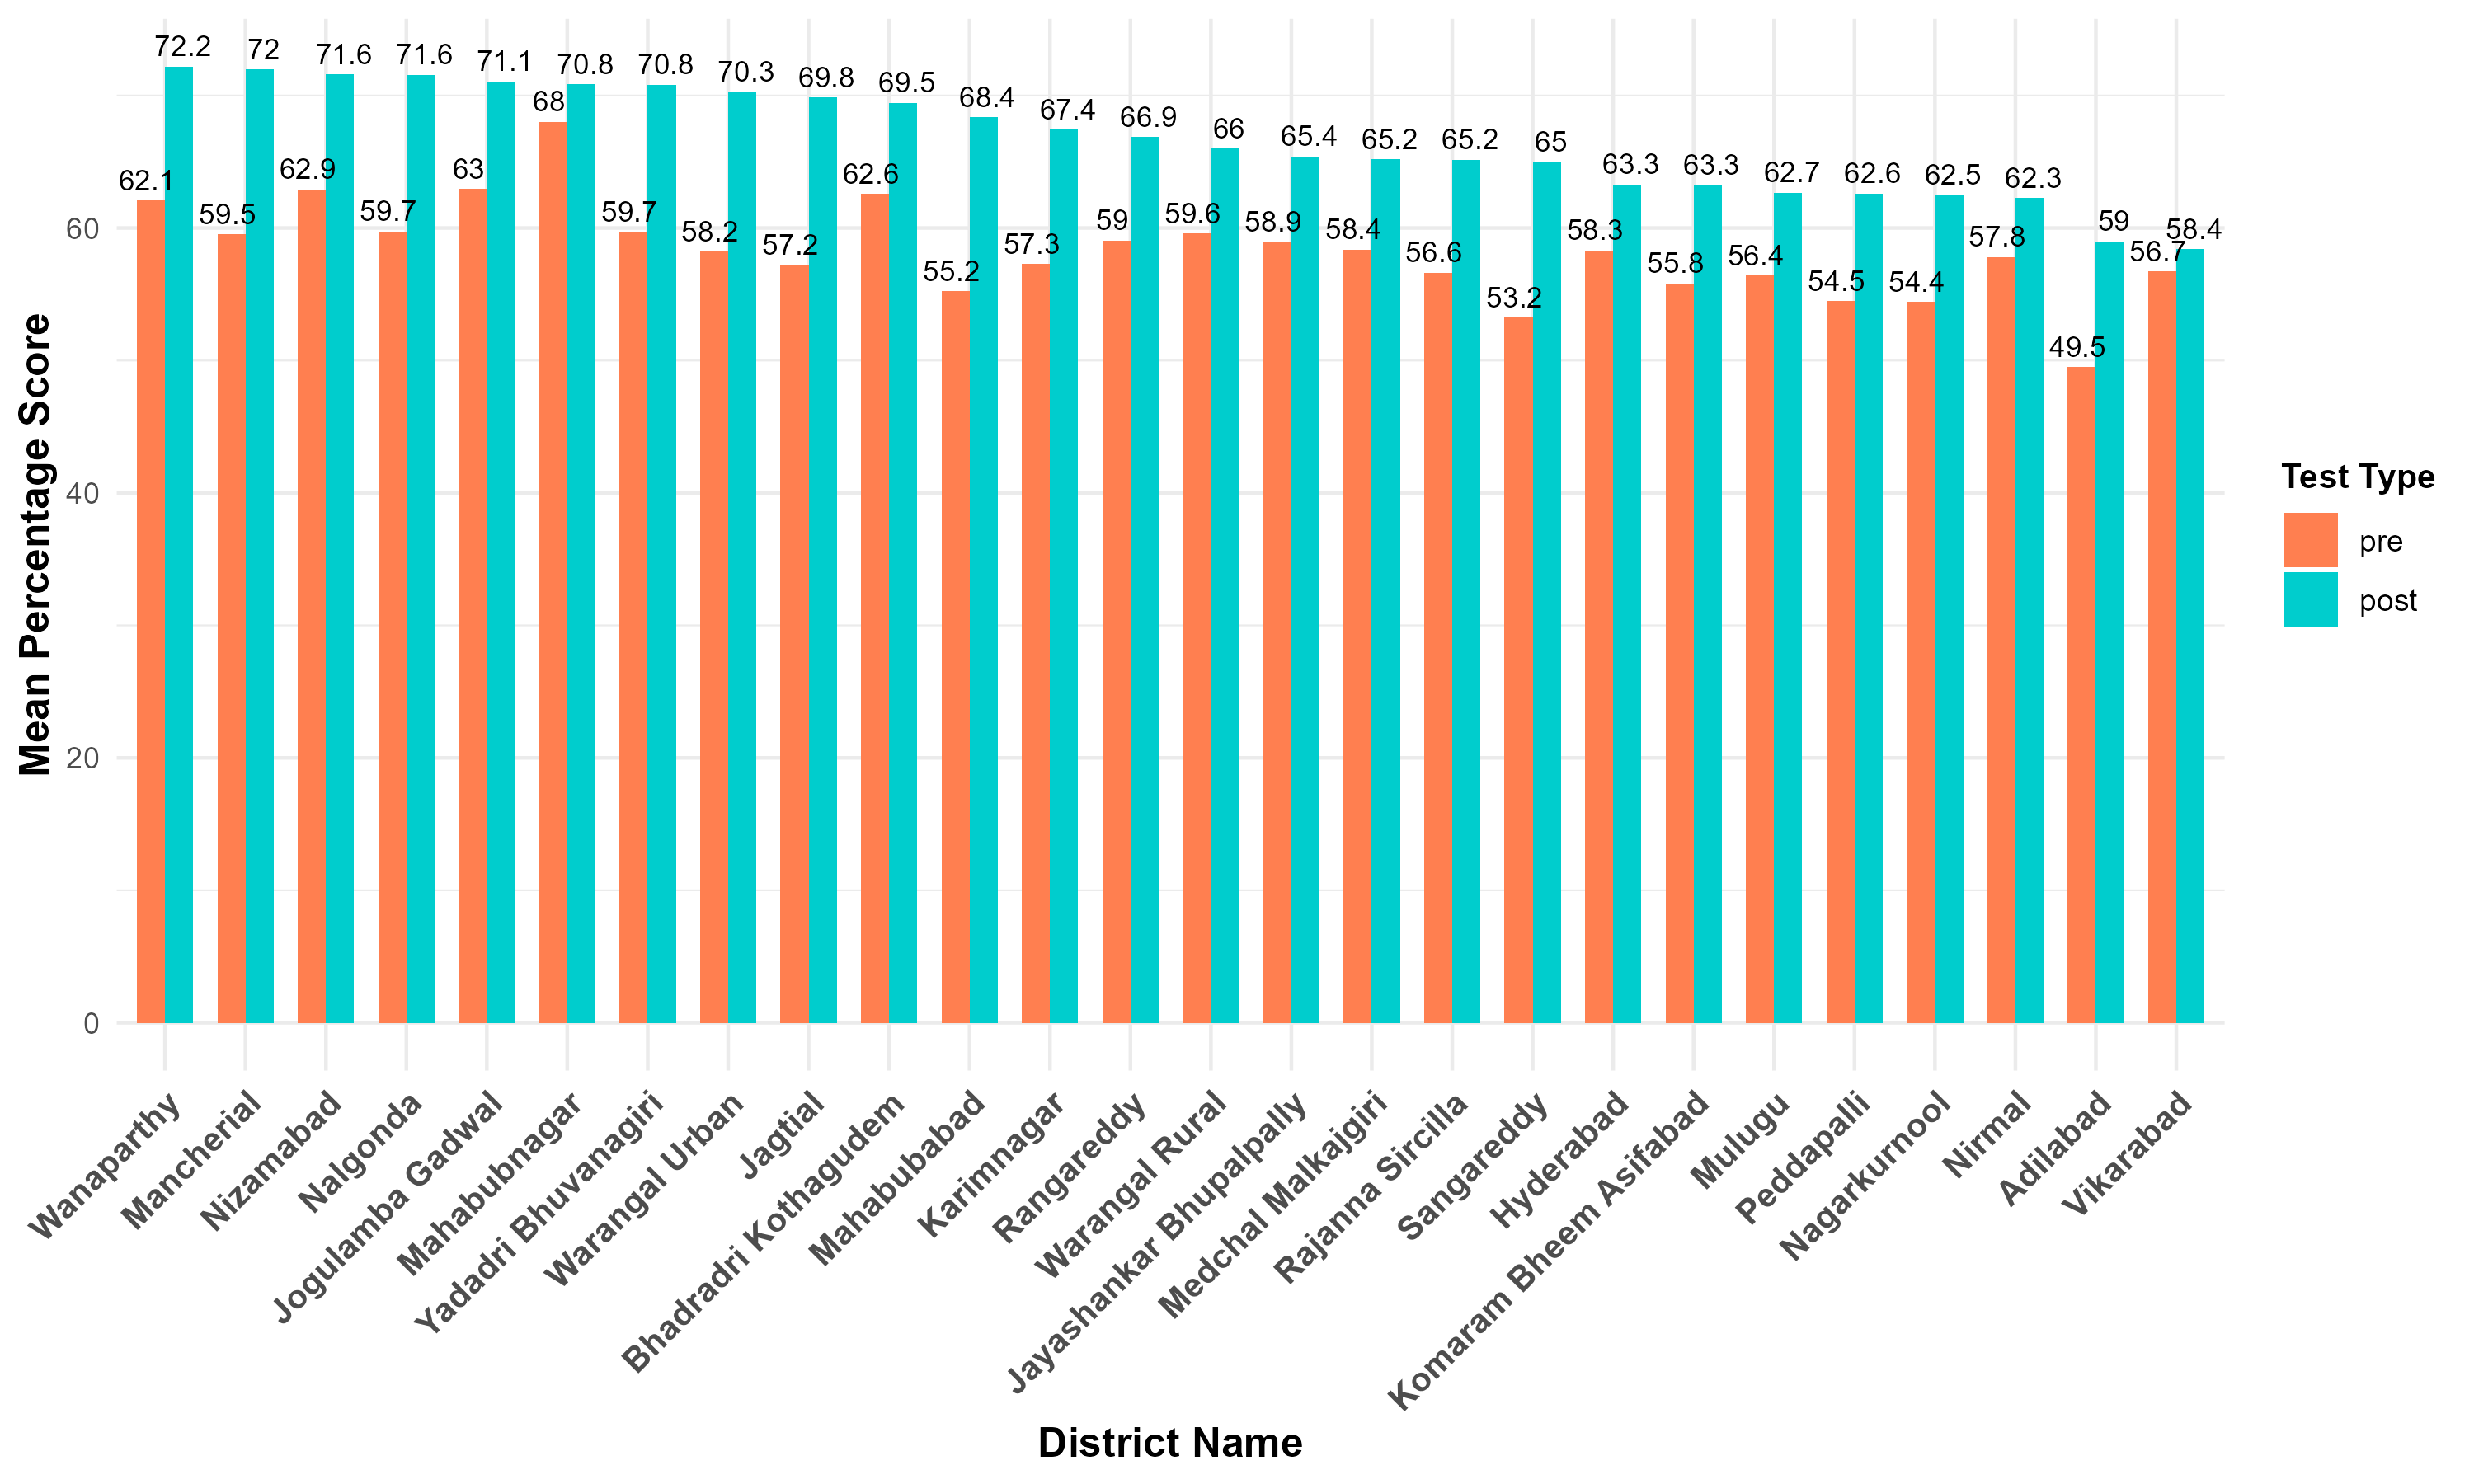 72.2 72 71.6 71.6 71.1 70.8 70.8 70.3 69.8 69.5 68.4 67.4 66.9 66 65.4 65.2 65.2 65 63.3 63.3 62.7 62.6 62.5 62.3 59 58.4
62.1 59.5 62.9 59.7 63 68 59.7 58.2 57.2 62.6 55.2 57.3 59 59.6 58.9 58.4 56.6 53.2 58.3 55.8 56.4 54.5 54.4 57.8 49.5 56.7
60
40
20
0
Mean Percentage Score
Wanaparthy
Mancherial
Nizamabad
Nalgonda
Jogulamba Gadwal
Mahabubnagar
Yadadri Bhuvanagiri
Warangal Urban
Jagtial
Bhadradri Kothagudem
Mahabubabad
Karimnagar
Rangareddy
Warangal Rural
Jayashankar Bhupalpally
Medchal Malkajgiri
Rajanna Sircilla
Sangareddy
Hyderabad
Komaram Bheem Asifabad
Mulugu
Peddapalli
Nagarkurnool
Nirmal
Adilabad
Vikarabad
District Name
Test Type
pre
post